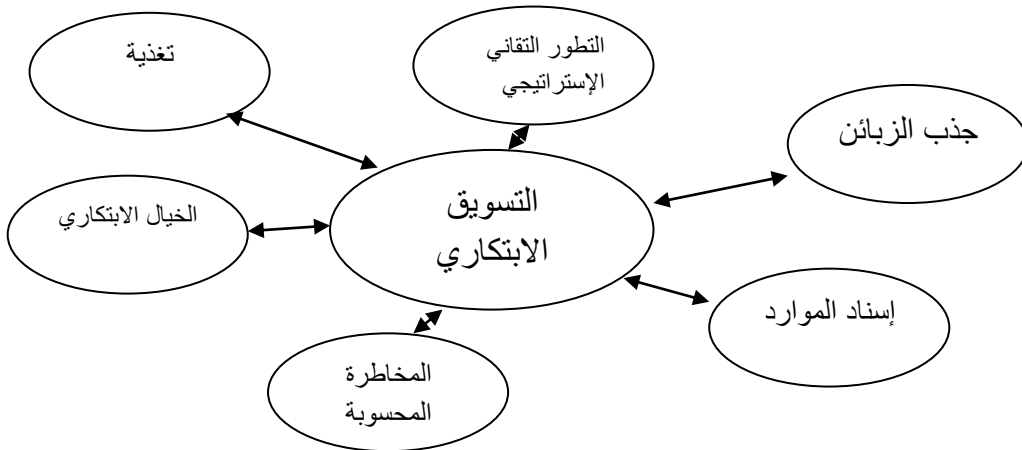 التطور التقاني
الإستراتيجي
تغذية
جذب الزبائن
التسويق
الابتكاري
الخيال الابتكاري
إسناد الموارد
المخاطرة
المحسوبة